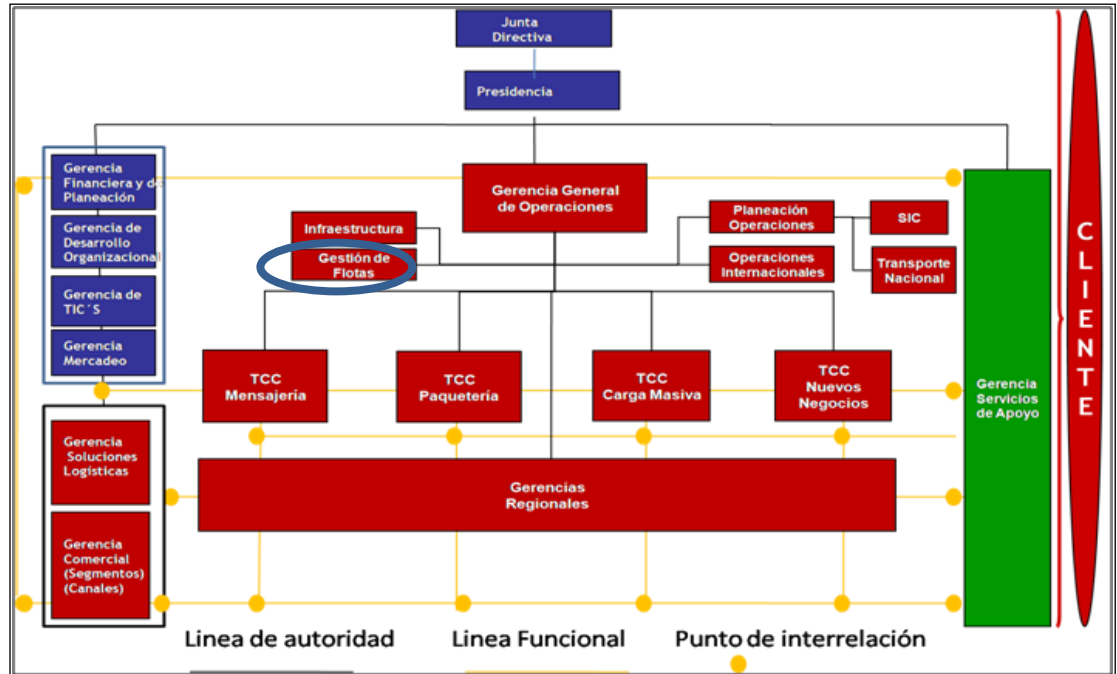 Junta
Directiva
Presidencia
Gerencia
Financiera y de
Planeación
Gerencia de
Desarrollo
Organizacional
Gerencia de
TIC´S
Gerencia
Mercadeo
Gerencia
Soluciones
Logísticas
Gerencia
Comercial
(Segmentos)
(Canales)
Gerencia General
de Operaciones
Infraestructura
Gestión de
Flotas
Planeación
Operaciones
SIC
Operaciones
Internacionales
Transporte
Nacional
TCC
Mensajería
TCC
Paquetería
TCC
Carga Masiva
TCC
Nuevos
Negocios
Gerencias
Regionales
Gerencia
Servicios
de Apoyo
CLIENTE
Linea de autoridad
Linea Funcional
Punto de interrelación